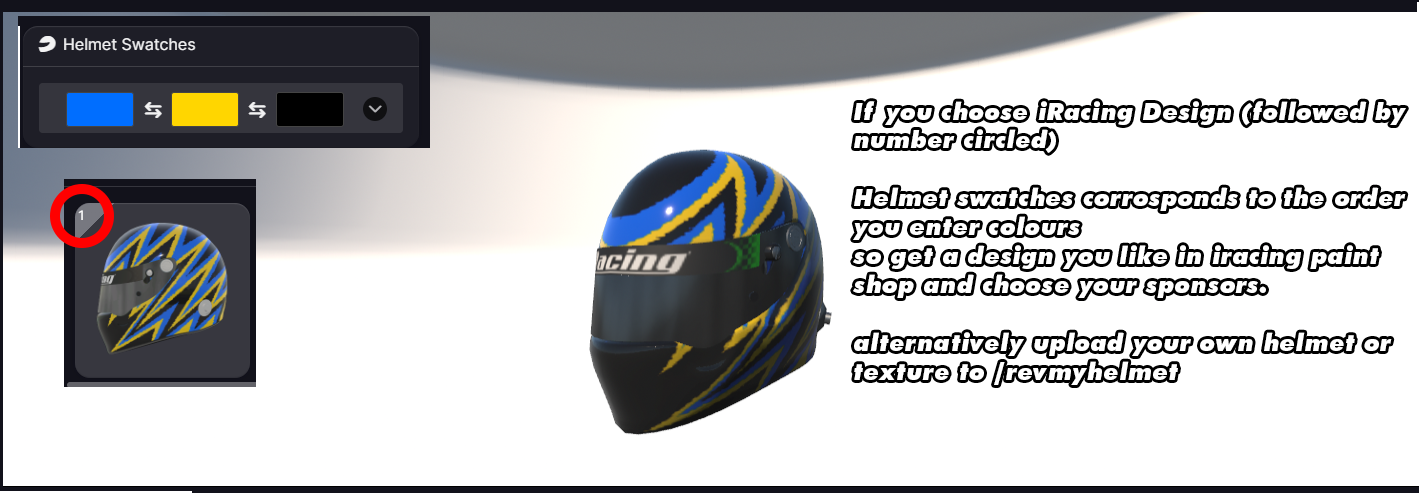 Helmet Swatches
1
acing
If you choose iRacing Design (followed by
number circled)
Helmet swatches corrosponds to the order
you enter colours
so get a design you like in iracing paint
shop and choose your sponsors.
alternatively upload your own helmet or
texture to /revmyhelmet